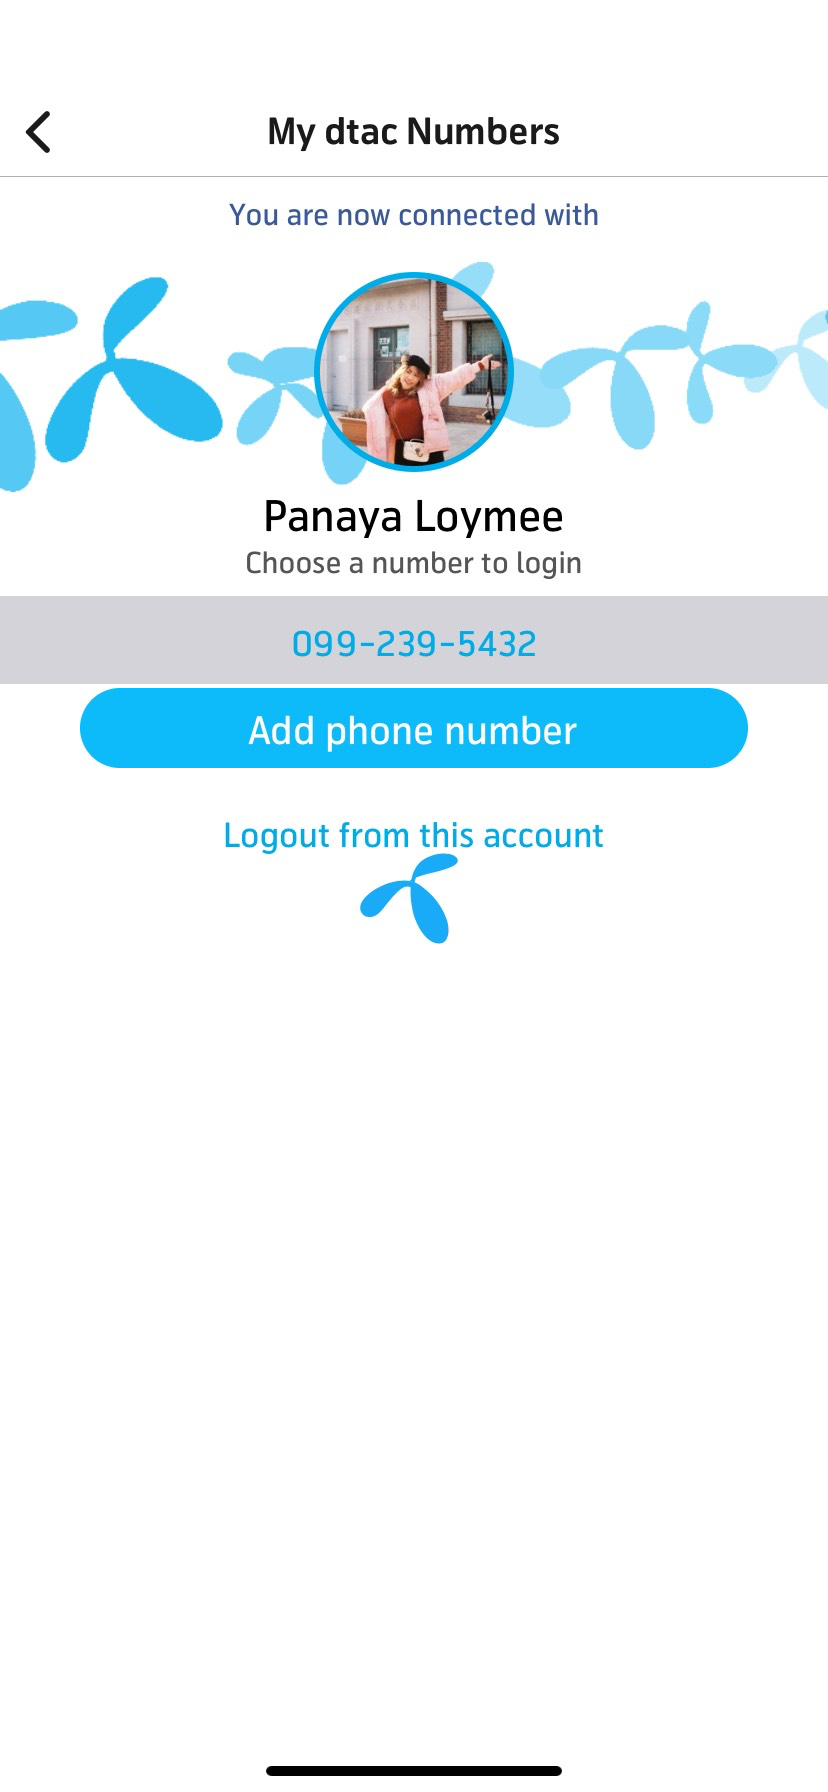 My dtac Numbers
You are now connected with
Panaya Loymee
Choose a number to login
099-239-5432
Add phone number
Logout from this account